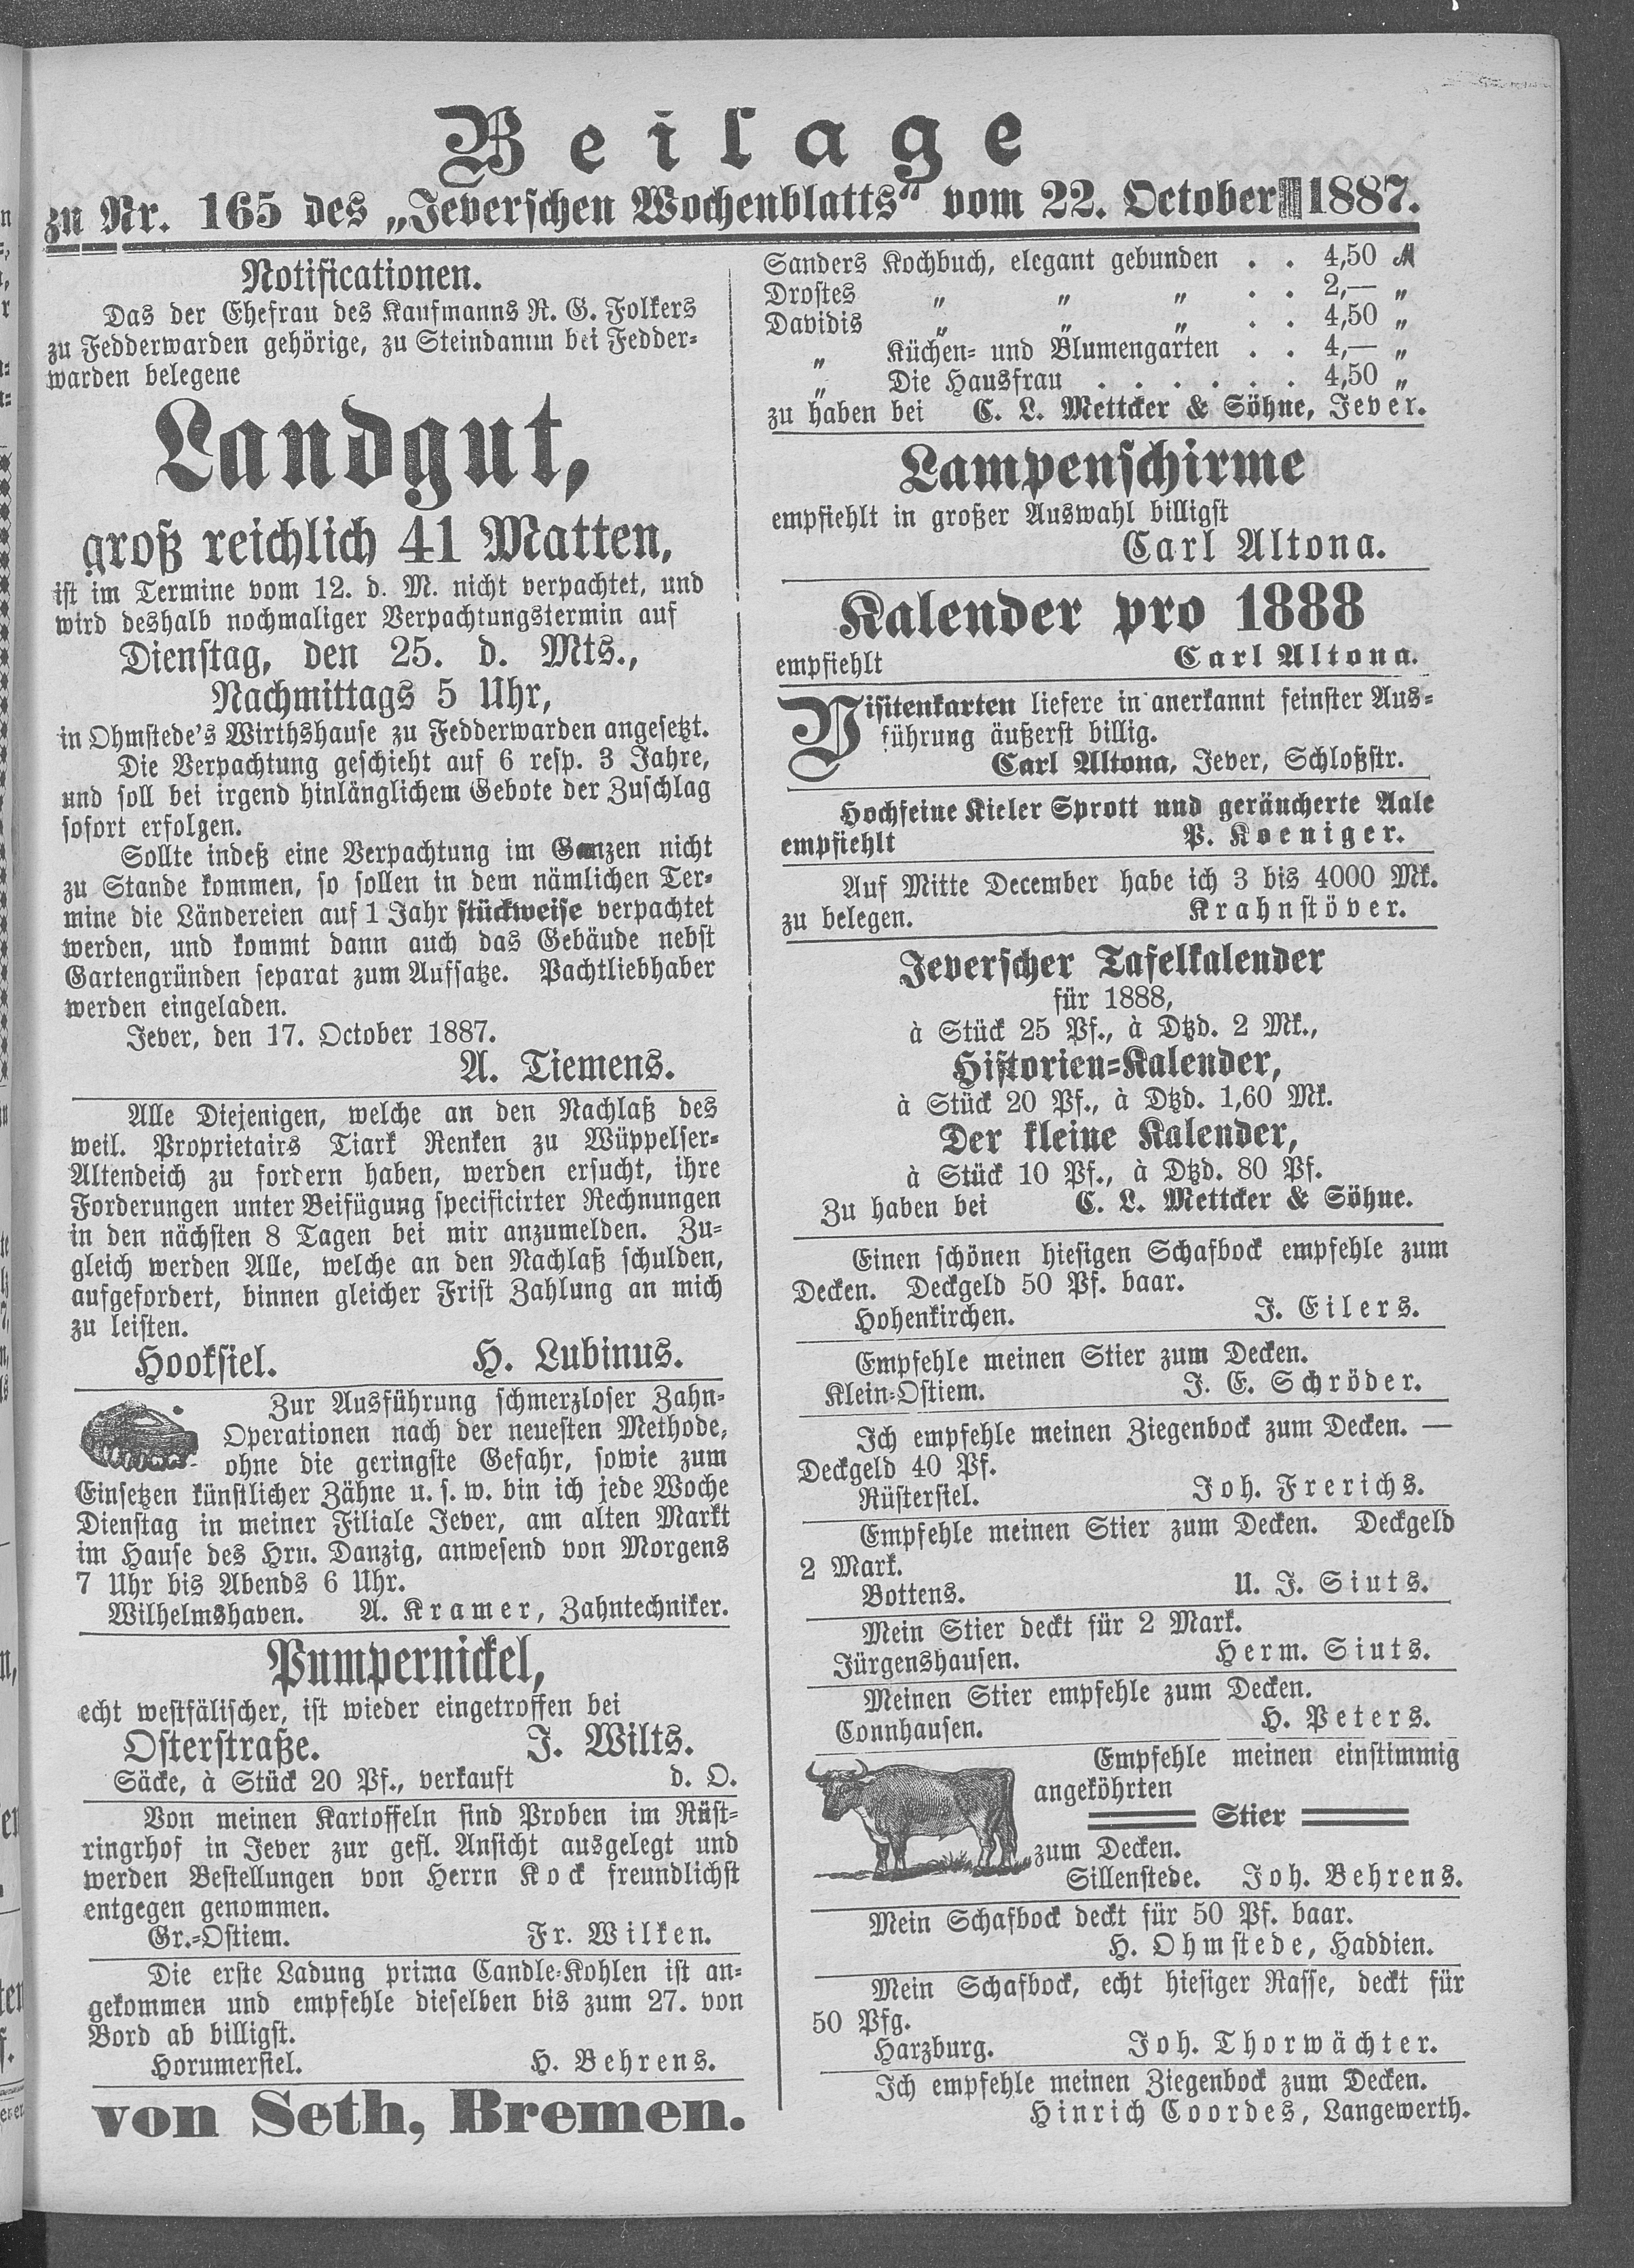 Beilage
zu Nr. 165 des „Jeverschen Wochenblatts“ vom 22. October 1887.
Notificationen.
Das der Ehefrau des Kaufmanns R. G. Folkers
zu Fedderwarden gehörige, zu Steindamm bei Fedder-
warden belegene
Landgut,
groß reichlich 41 Matten,
ist im Termine vom 12. d. M. nicht verpachtet, und
wird deshalb nochmaliger Verpachtungstermin auf
Dienstag, den 25. d. Mts.,
Nachmittags 5 Uhr,
in Ohmstede's Wirthshause zu Fedderwarden angesetzt.
Die Verpachtung geschieht auf 6 resp. 3 Jahre,
und soll bei irgend hinlänglichem Gebote der Zuschlag
sofort erfolgen.
Sollte indeß eine Verpachtung im Ganzen nicht
zu Stande kommen, so sollen in dem nämlichen Ter-
mine die Ländereien auf 1 Jahr stückweise verpachtet
werden, und kommt dann auch das Gebäude nebst
Gartengründen separat zum Aufsatze. Pachtliebhaber
werden eingeladen.
Jever, den 17. October 1887.
A. Tiemens.
Alle Diejenigen, welche an den Nachlaß des
weil. Proprietairs Tiark Renken zu Wüppelser-
Altendeich zu fordern haben, werden ersucht, ihre
Forderungen unter Beifügung specificirter Rechnungen
in den nächsten 8 Tagen bei mir anzumelden. Zu-
gleich werden Alle, welche an den Nachlaß schulden,
aufgefordert, binnen gleicher Frist Zahlung an mich
zu leisten.
Hooksiel. H. Lubinus.
Zur Ausführung schmerzloser Zahn-
Operationen nach der neuesten Methode,
ohne die geringste Gefahr, sowie zum
Einsetzen künstlicher Zähne u. s. w. bin ich jede Woche
Dienstag in meiner Filiale Jever, am alten Markt
im Hause des Hrn. Danzig, anwesend von Morgens
7 Uhr bis Abends 6 Uhr.
Wilhelmshaven. A. Kramer, Zahntechniker.
Pumpernickel,
echt westfälischer, ist wieder eingetroffen bei
Osterstraße. J. Wilts.
Säcke, à Stück 20 Pf., verkauft d. O.
Von meinen Kartoffeln sind Proben im Rüst-
ringrhof in Jever zur gefl. Ansicht ausgelegt und
werden Bestellungen von Herrn Kock freundlichst
entgegen genommen.
Gr.-Ostiem. Fr. Wilken.
Die erste Ladung prima Candle-Kohlen ist an-
gekommen und empfehle dieselben bis zum 27. von
Bord ab billigst.
Horumersiel. H. Behrens.
von Seth, Bremen.
Sanders Kochbuch, elegant gebunden . . 4,50 M
Drostes „ „ „ . . 2,— „
Davidis „ „ „ . . 4,50 „
„ Küchen- und Blumengarten . . 4,— „
„ Die Hausfrau . . . . . . 4,50 „
zu haben bei C. L. Mettcker & Söhne, Jever.
Lampenschirme
empfiehlt in großer Auswahl billigst
Carl Altona.
Kalender pro 1888
empfiehlt Carl Altona.
Visitenkarten liefere in anerkannt feinster Aus-
führung äußerst billig.
Carl Altona, Jever, Schloßstr.
Hochfeine Kieler Sprott und geräucherte Aale
empfiehlt P. Koeniger.
Auf Mitte December habe ich 3 bis 4000 Mk.
zu belegen. Krahnstöver.
Jeverscher Tafelkalender
für 1888,
à Stück 25 Pf., à Dtzd. 2 Mk.,
Historien-Kalender,
à Stück 20 Pf., à Dtzd. 1,60 Mk.
Der kleine Kalender,
à Stück 10 Pf., à Dtzd. 80 Pf.
Zu haben bei C. L. Mettcker & Söhne.
Einen schönen hiesigen Schafbock empfehle zum
Decken. Deckgeld 50 Pf. baar.
Hohenkirchen. J. Eilers.
Empfehle meinen Stier zum Decken.
Klein-Ostiem. J. E. Schröder.
Ich empfehle meinen Ziegenbock zum Decken. —
Deckgeld 40 Pf.
Rüstersiel. Joh. Frerichs.
Empfehle meinen Stier zum Decken. Deckgeld
2 Mark.
Bottens. U. J. Siuts.
Mein Stier deckt für 2 Mark.
Jürgenshausen. Herm. Siuts.
Meinen Stier empfehle zum Decken.
Connhausen. H. Peters.
Empfehle meinen einstimmig
angeköhrten
Stier
zum Decken.
Sillenstede. Joh. Behrens.
Mein Schafbock deckt für 50 Pf. baar.
H. Ohmstede, Haddien.
Mein Schafbock, echt hiesiger Rasse, deckt für
50 Pfg.
Harzburg. Joh. Thorwächter.
Ich empfehle meinen Ziegenbock zum Decken.
Hinrich Coordes, Langewerth.